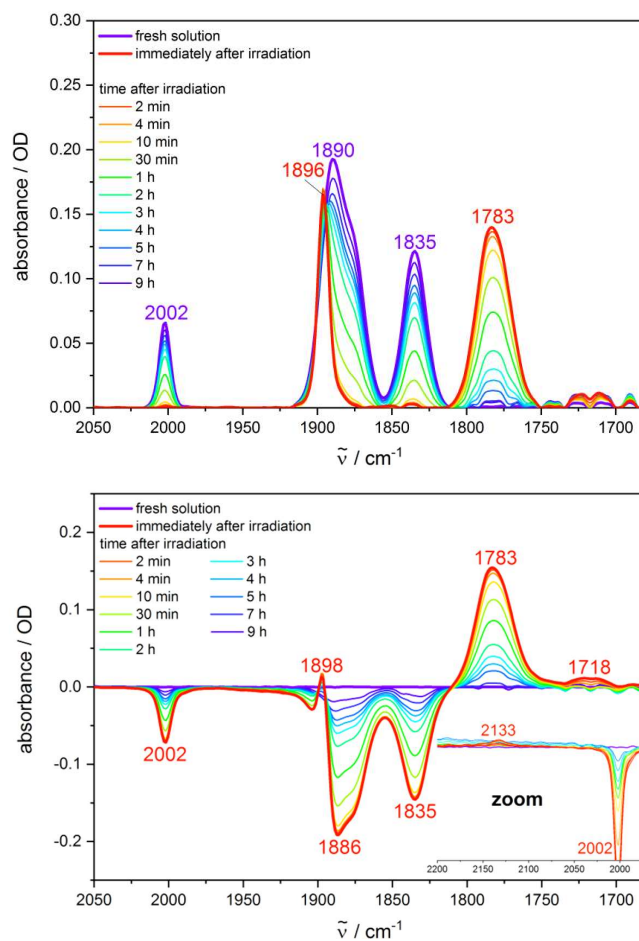 0.30
0.25
0.20
0.15
0.10
0.05
0.00
absorbance / OD
fresh solution
immediately after irradiation
time after irradiation
2 min
4 min
10 min
30 min
1 h
2 h
3 h
4 h
5 h
7 h
9 h
2002
1896
1890
1835
1783
2050 2000 1950 1900 1850 1800 1750 1700
ν̃ / cm-1
0.2
0.1
0.0
-0.1
-0.2
absorbance / OD
fresh solution
immediately after irradiation
time after irradiation
2 min
4 min
10 min
30 min
1 h
2 h
3 h
4 h
5 h
7 h
9 h
1783
1898
1718
2002
1886
1835
2133
zoom
2002
2200 2150 2100 2050 2000
2050 2000 1950 1900 1850 1800 1750 1700
ν̃ / cm-1